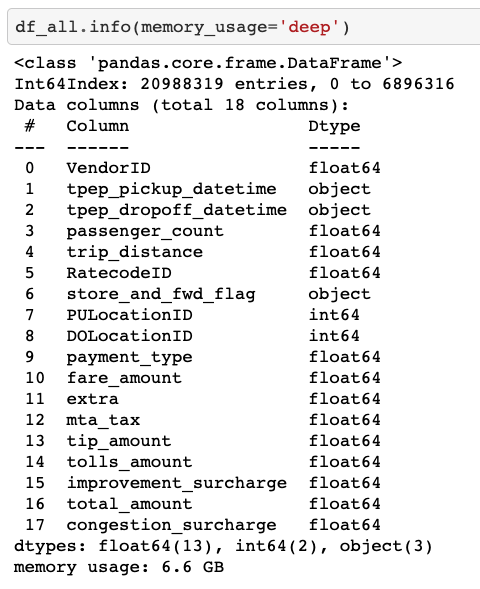 df_all.info(memory_usage='deep')
<class 'pandas.core.frame.DataFrame'>
Int64Index: 20988319 entries, 0 to 6896316
Data columns (total 18 columns):
 #   Column                 Dtype
---  ------                 -----
 0   VendorID               float64
 1   tpep_pickup_datetime   object
 2   tpep_dropoff_datetime  object
 3   passenger_count        float64
 4   trip_distance          float64
 5   RatecodeID             float64
 6   store_and_fwd_flag     object
 7   PULocationID           int64
 8   DOLocationID           int64
 9   payment_type           float64
 10  fare_amount            float64
 11  extra                  float64
 12  mta_tax                float64
 13  tip_amount             float64
 14  tolls_amount           float64
 15  improvement_surcharge  float64
 16  total_amount           float64
 17  congestion_surcharge   float64
dtypes: float64(13), int64(2), object(3)
memory usage: 6.6 GB